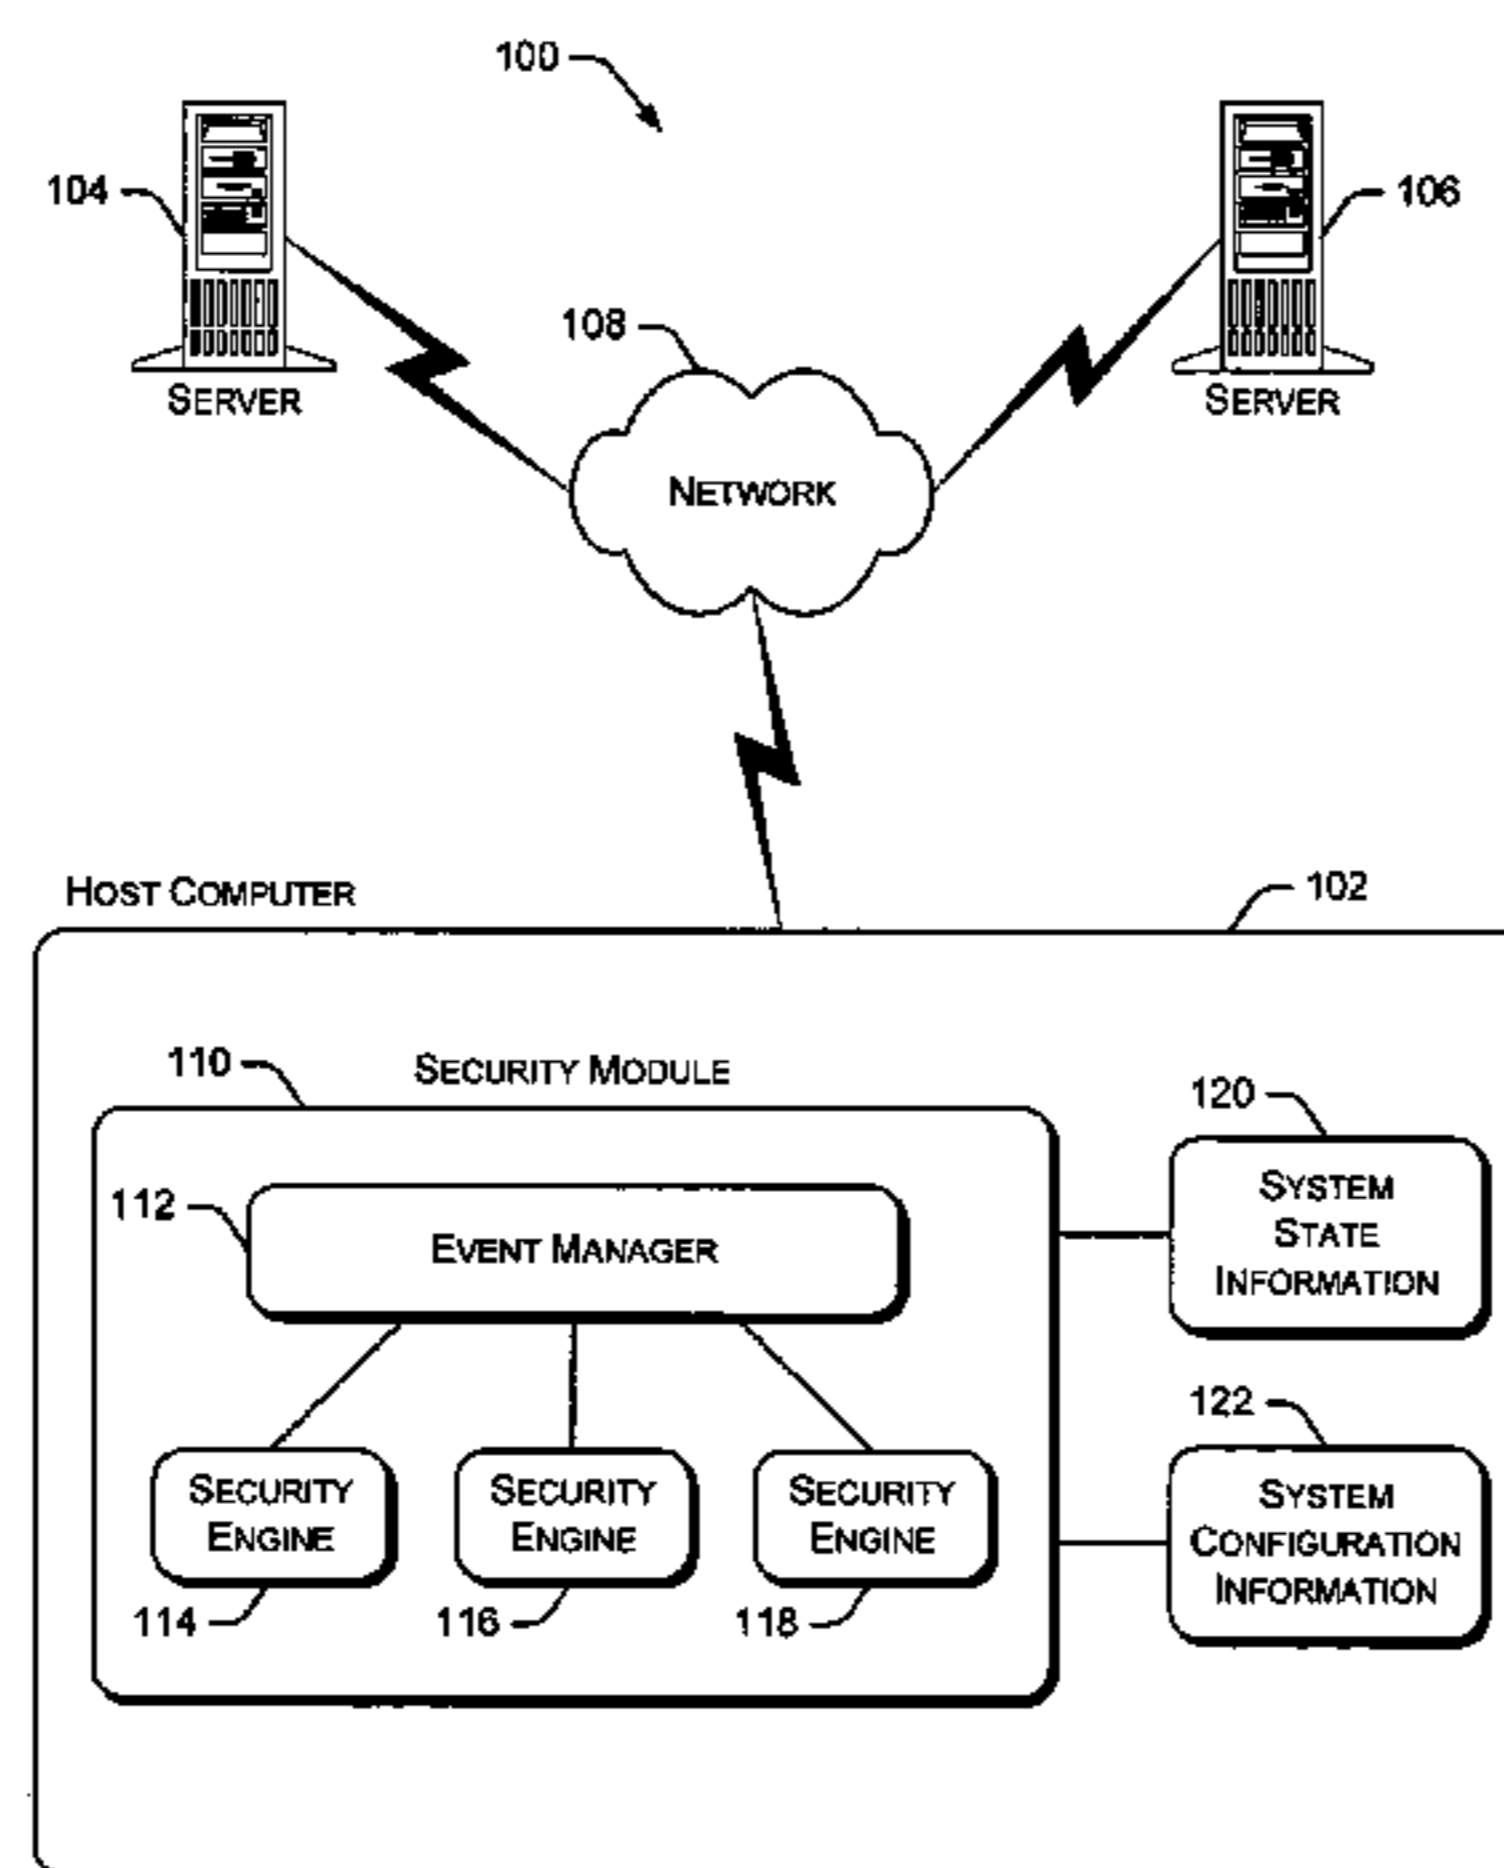 100
104
106
SERVER
SERVER
108
NETWORK
HOST COMPUTER
102
110
SECURITY MODULE
112
EVENT MANAGER
120
SYSTEM
STATE
INFORMATION
SECURITY
ENGINE
114
SECURITY
ENGINE
116
SECURITY
ENGINE
118
122
SYSTEM
CONFIGURATION
INFORMATION